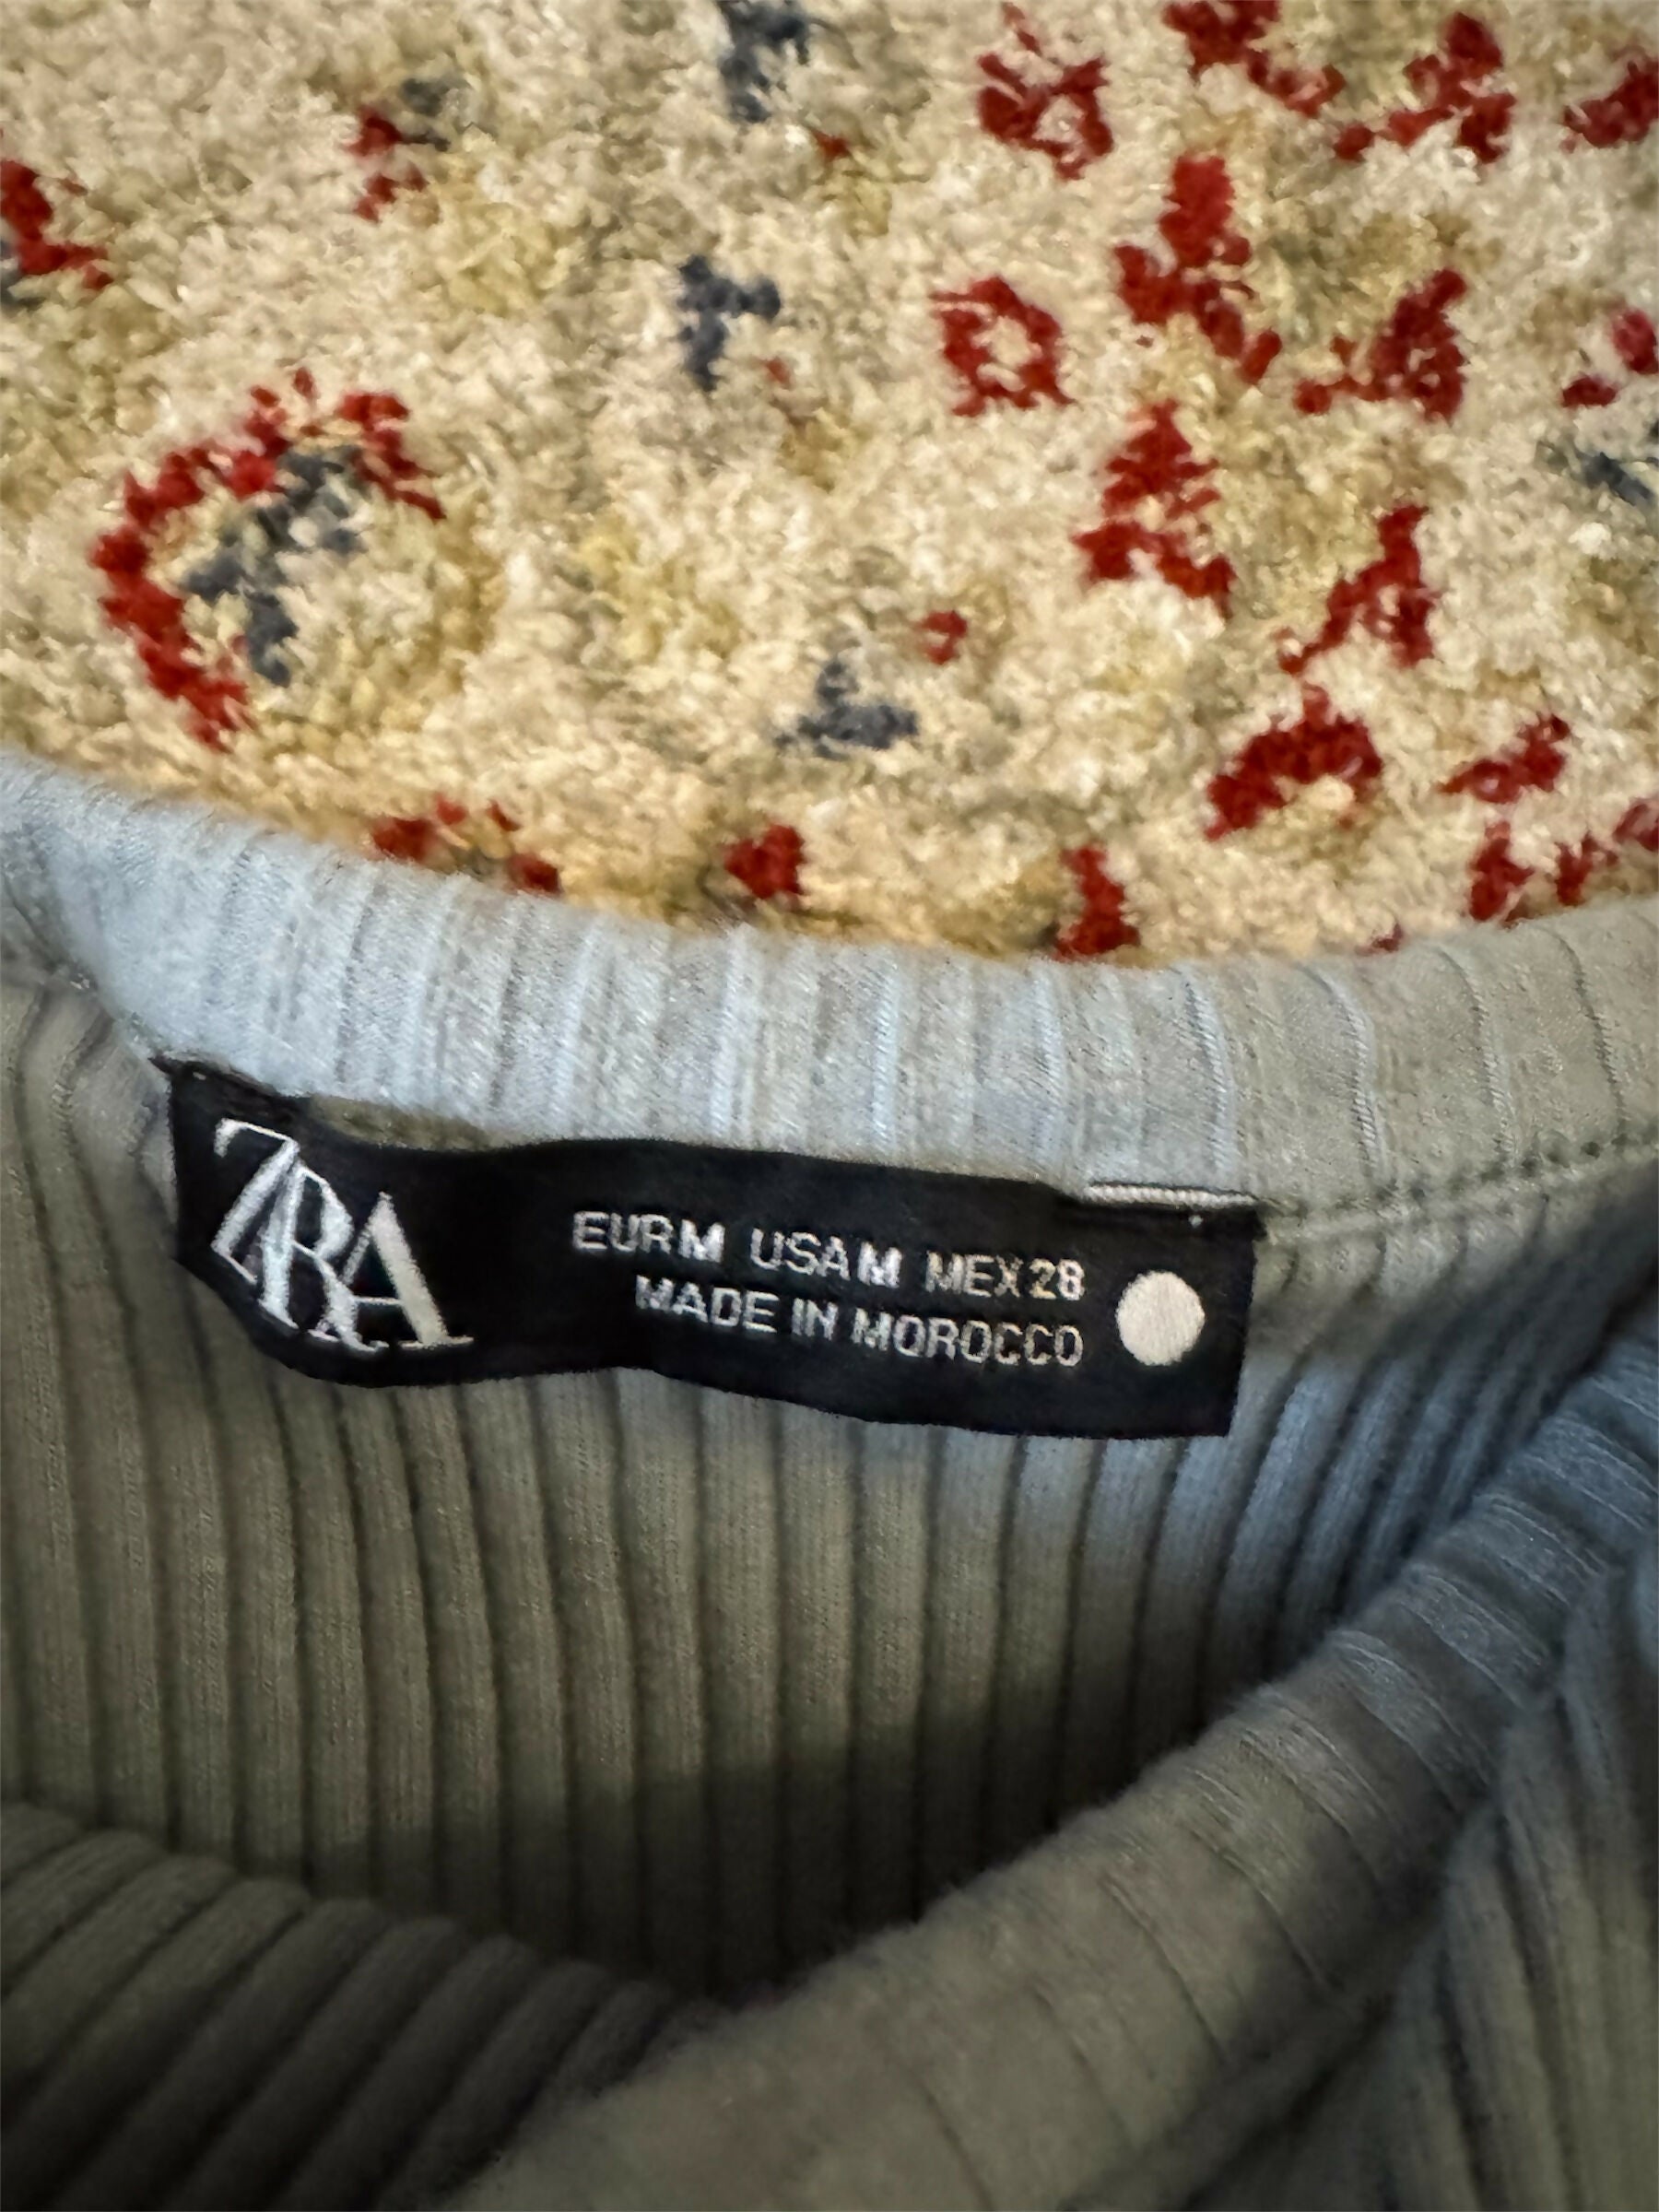 ZARA
EUR M USA M MEX 28
MADE IN MOROCCO